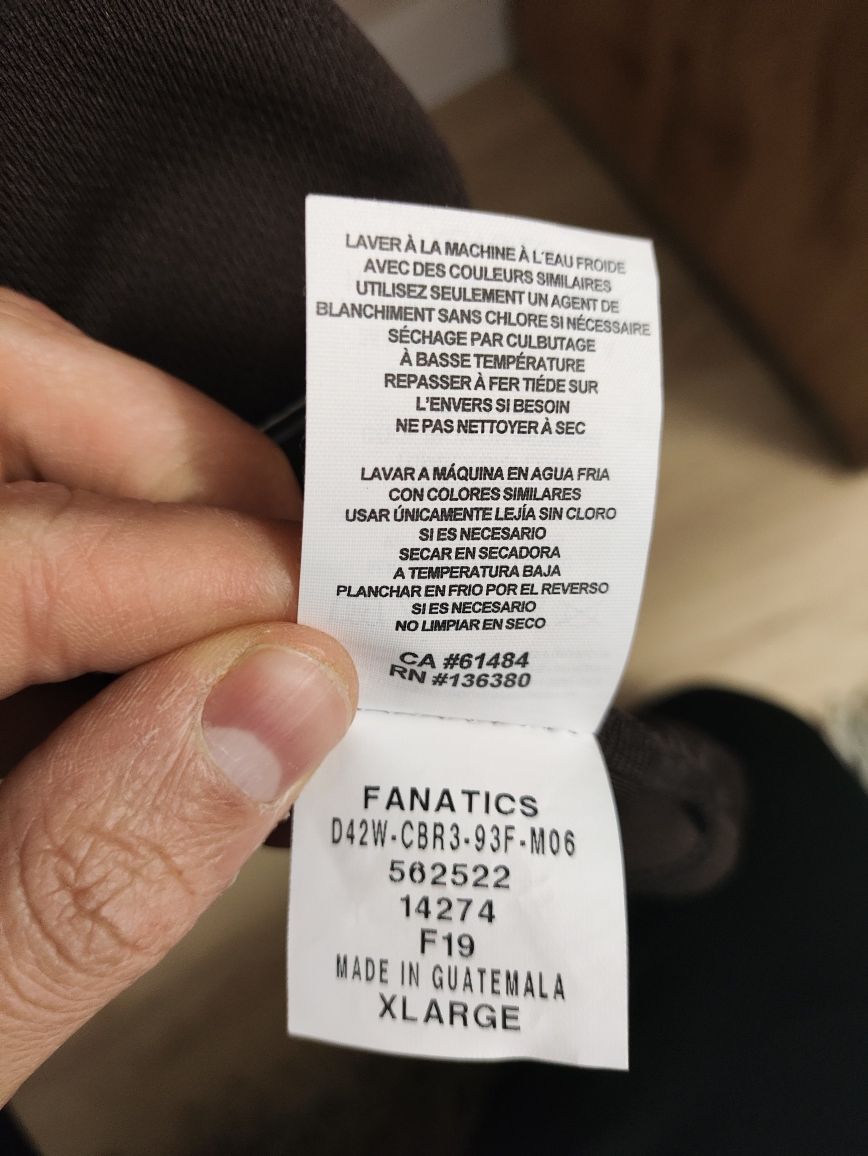 LAVER À LA MACHINE À L'EAU FROIDE
AVEC DES COULEURS SIMILAIRES
UTILISEZ SEULEMENT UN AGENT DE
BLANCHIMENT SANS CHLORE SI NÉCESSAIRE
SÉCHAGE PAR CULBUTAGE
À BASSE TEMPÉRATURE
REPASSER À FER TIÉDE SUR
L'ENVERS SI BESOIN
NE PAS NETTOYER À SEC
LAVAR A MÁQUINA EN AGUA FRIA
CON COLORES SIMILARES
USAR ÚNICAMENTE LEJÍA SIN CLORO
SI ES NECESARIO
SECAR EN SECADORA
A TEMPERATURA BAJA
PLANCHAR EN FRIO POR EL REVERSO
SI ES NECESARIO
NO LIMPIAR EN SECO
CA #61484
RN #136380
FANATICS
D42W-CBR3-93F-M06
562522
14274
F19
MADE IN GUATEMALA
XLARGE